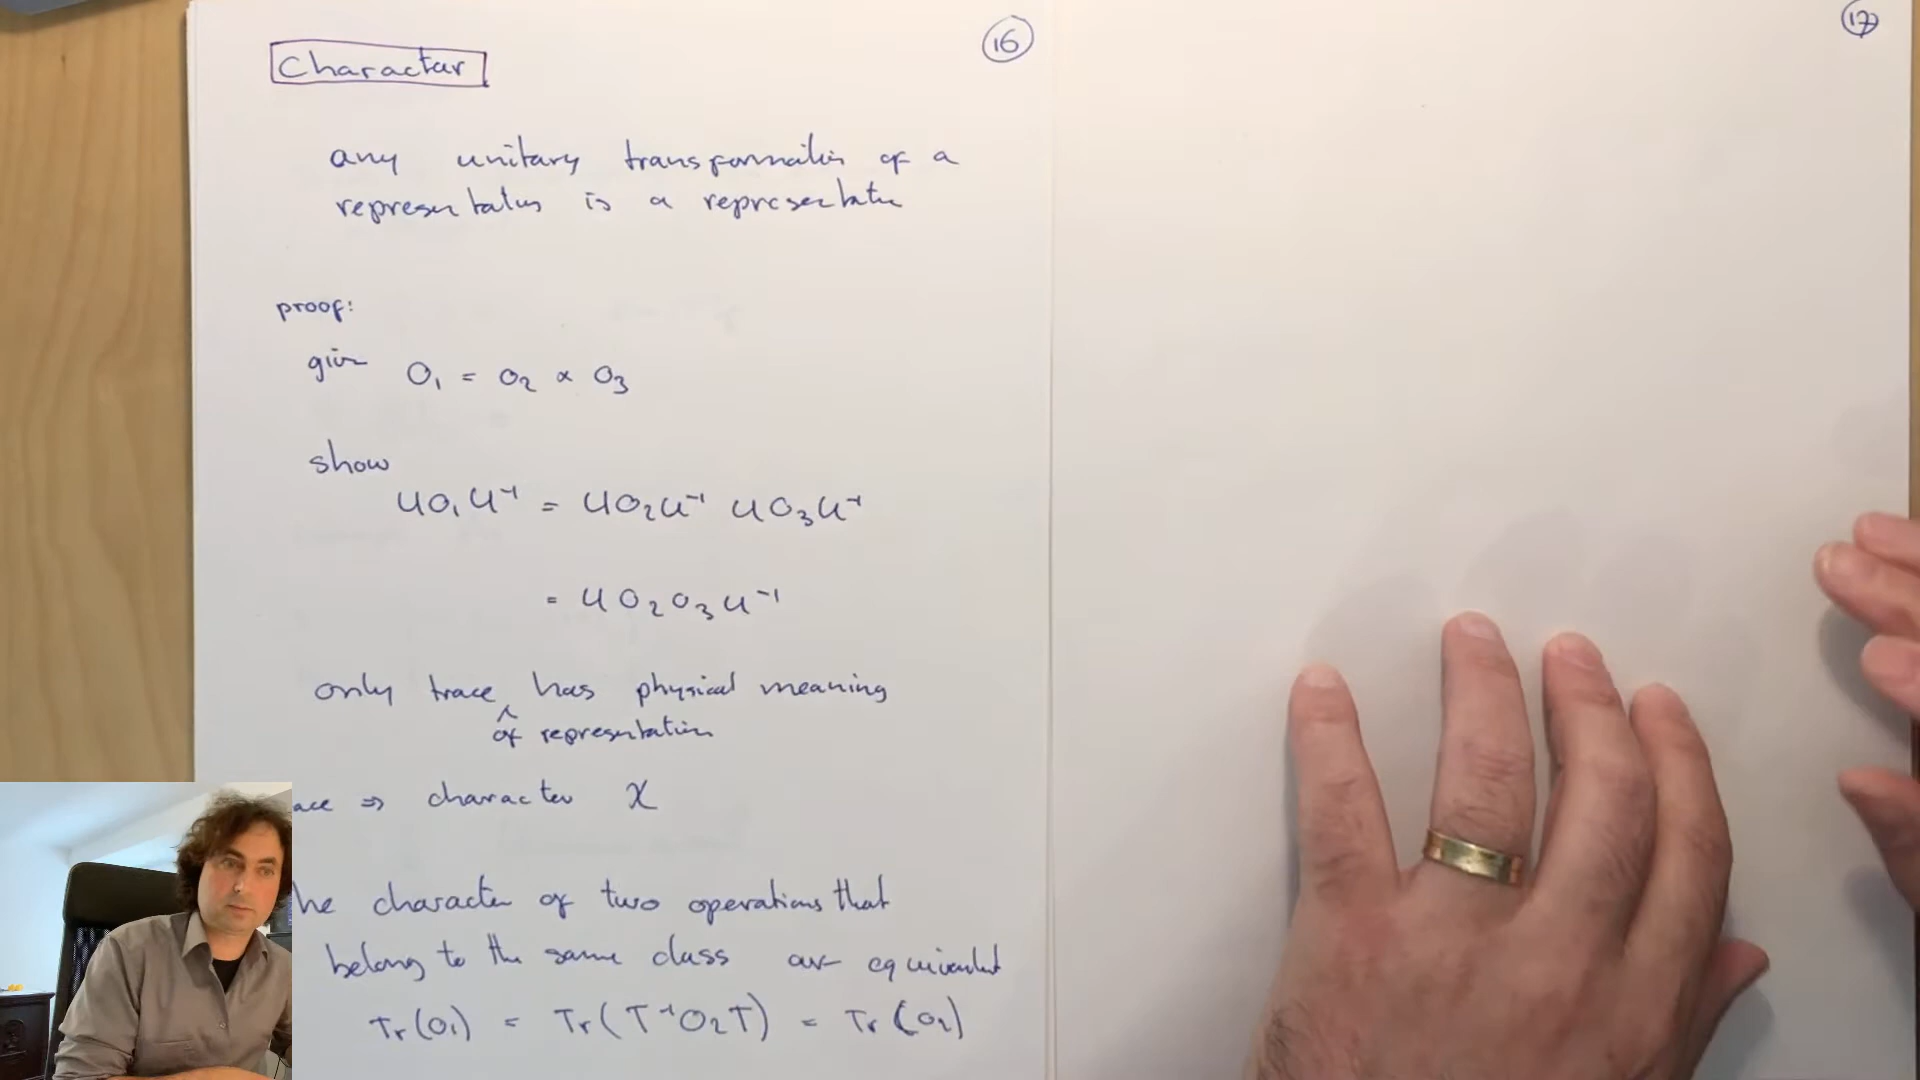 Character
16
17
any unitary transformation of a
representation is a representation
proof:
given O₁ = O₂ × O₃
show
UO₁U⁻¹ = UO₂U⁻¹ UO₃U⁻¹
= UO₂O₃U⁻¹
only trace has physical meaning
^
of representation
ace ⇒ character χ
he character of two operations that
belong to the same class are equivalent
Tr(O₁) = Tr(T⁻¹O₂T) = Tr(O₂)